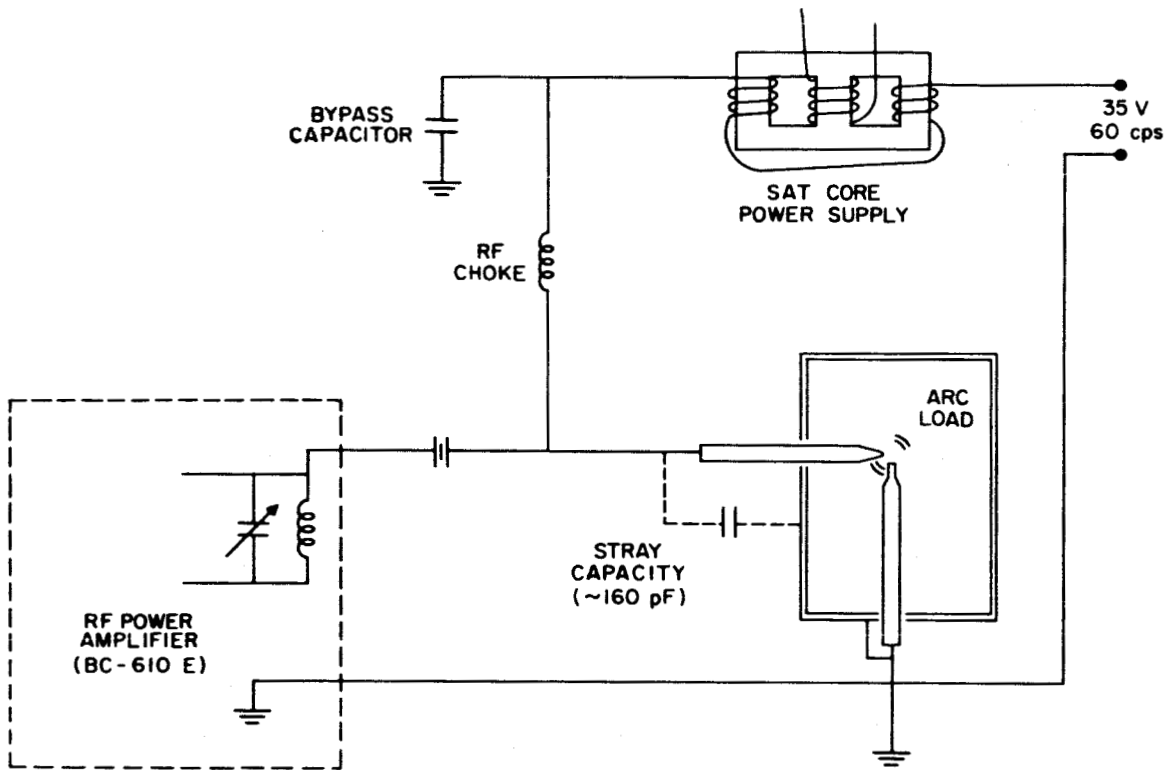 BYPASS
CAPACITOR
35 V
60 cps
SAT CORE
POWER SUPPLY
RF
CHOKE
ARC
LOAD
STRAY
CAPACITY
(~160 pF)
RF POWER
AMPLIFIER
(BC-610 E)